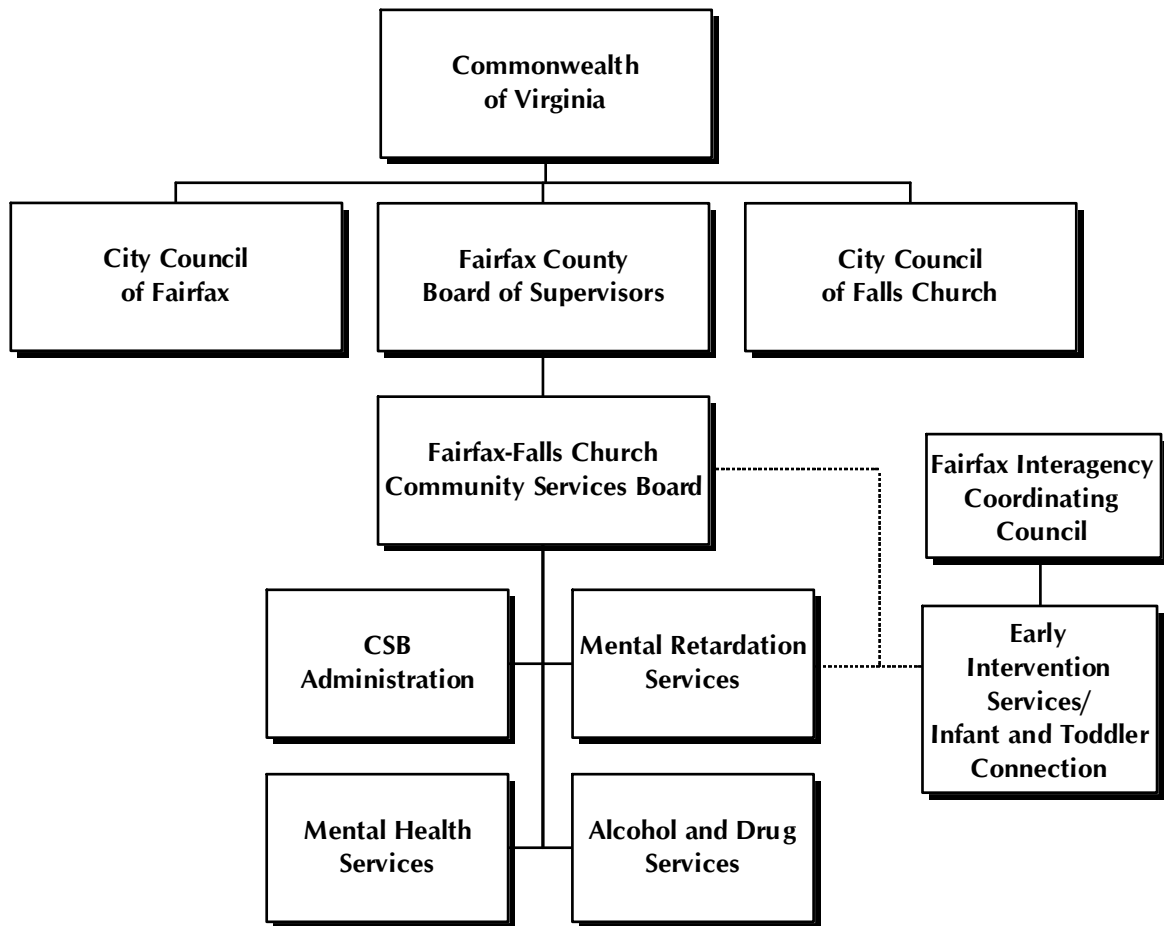 Commonwealth
of Virginia
City Council
of Fairfax
Fairfax County
Board of Supervisors
City Council
of Falls Church
Fairfax-Falls Church
Community Services Board
Fairfax Interagency
Coordinating
Council
CSB
Administration
Mental Retardation
Services
Early
Intervention
Services/
Infant and Toddler
Connection
Mental Health
Services
Alcohol and Drug
Services